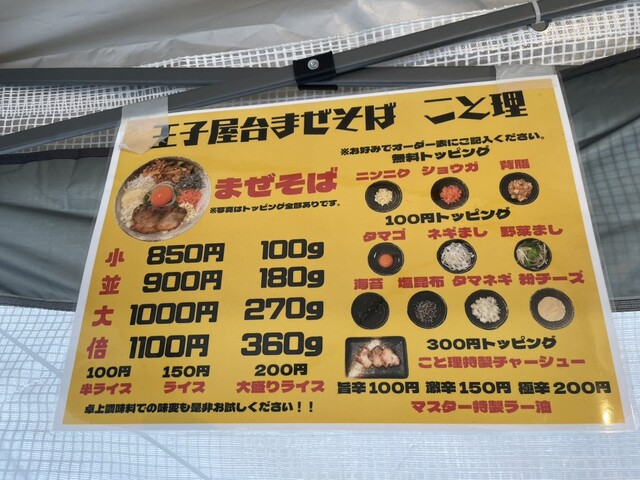 王子屋台まぜそば こと理
※お好みでオーダー表にご記入ください。
無料トッピング
ニンニク ショウガ 背脂
まぜそば
※写真はトッピング全部ありです。
100円トッピング
タマゴ ネギまし 野菜まし
海苔 塩昆布 タマネギ 粉チーズ
小 850円 100g
並 900円 180g
大 1000円 270g
倍 1100円 360g
300円トッピング
こと理特製チャーシュー
100円 150円 200円
半ライス ライス 大盛りライス
旨辛100円 激辛150円 極辛200円
マスター特製ラー油
卓上調味料での味変も是非お試しください！！